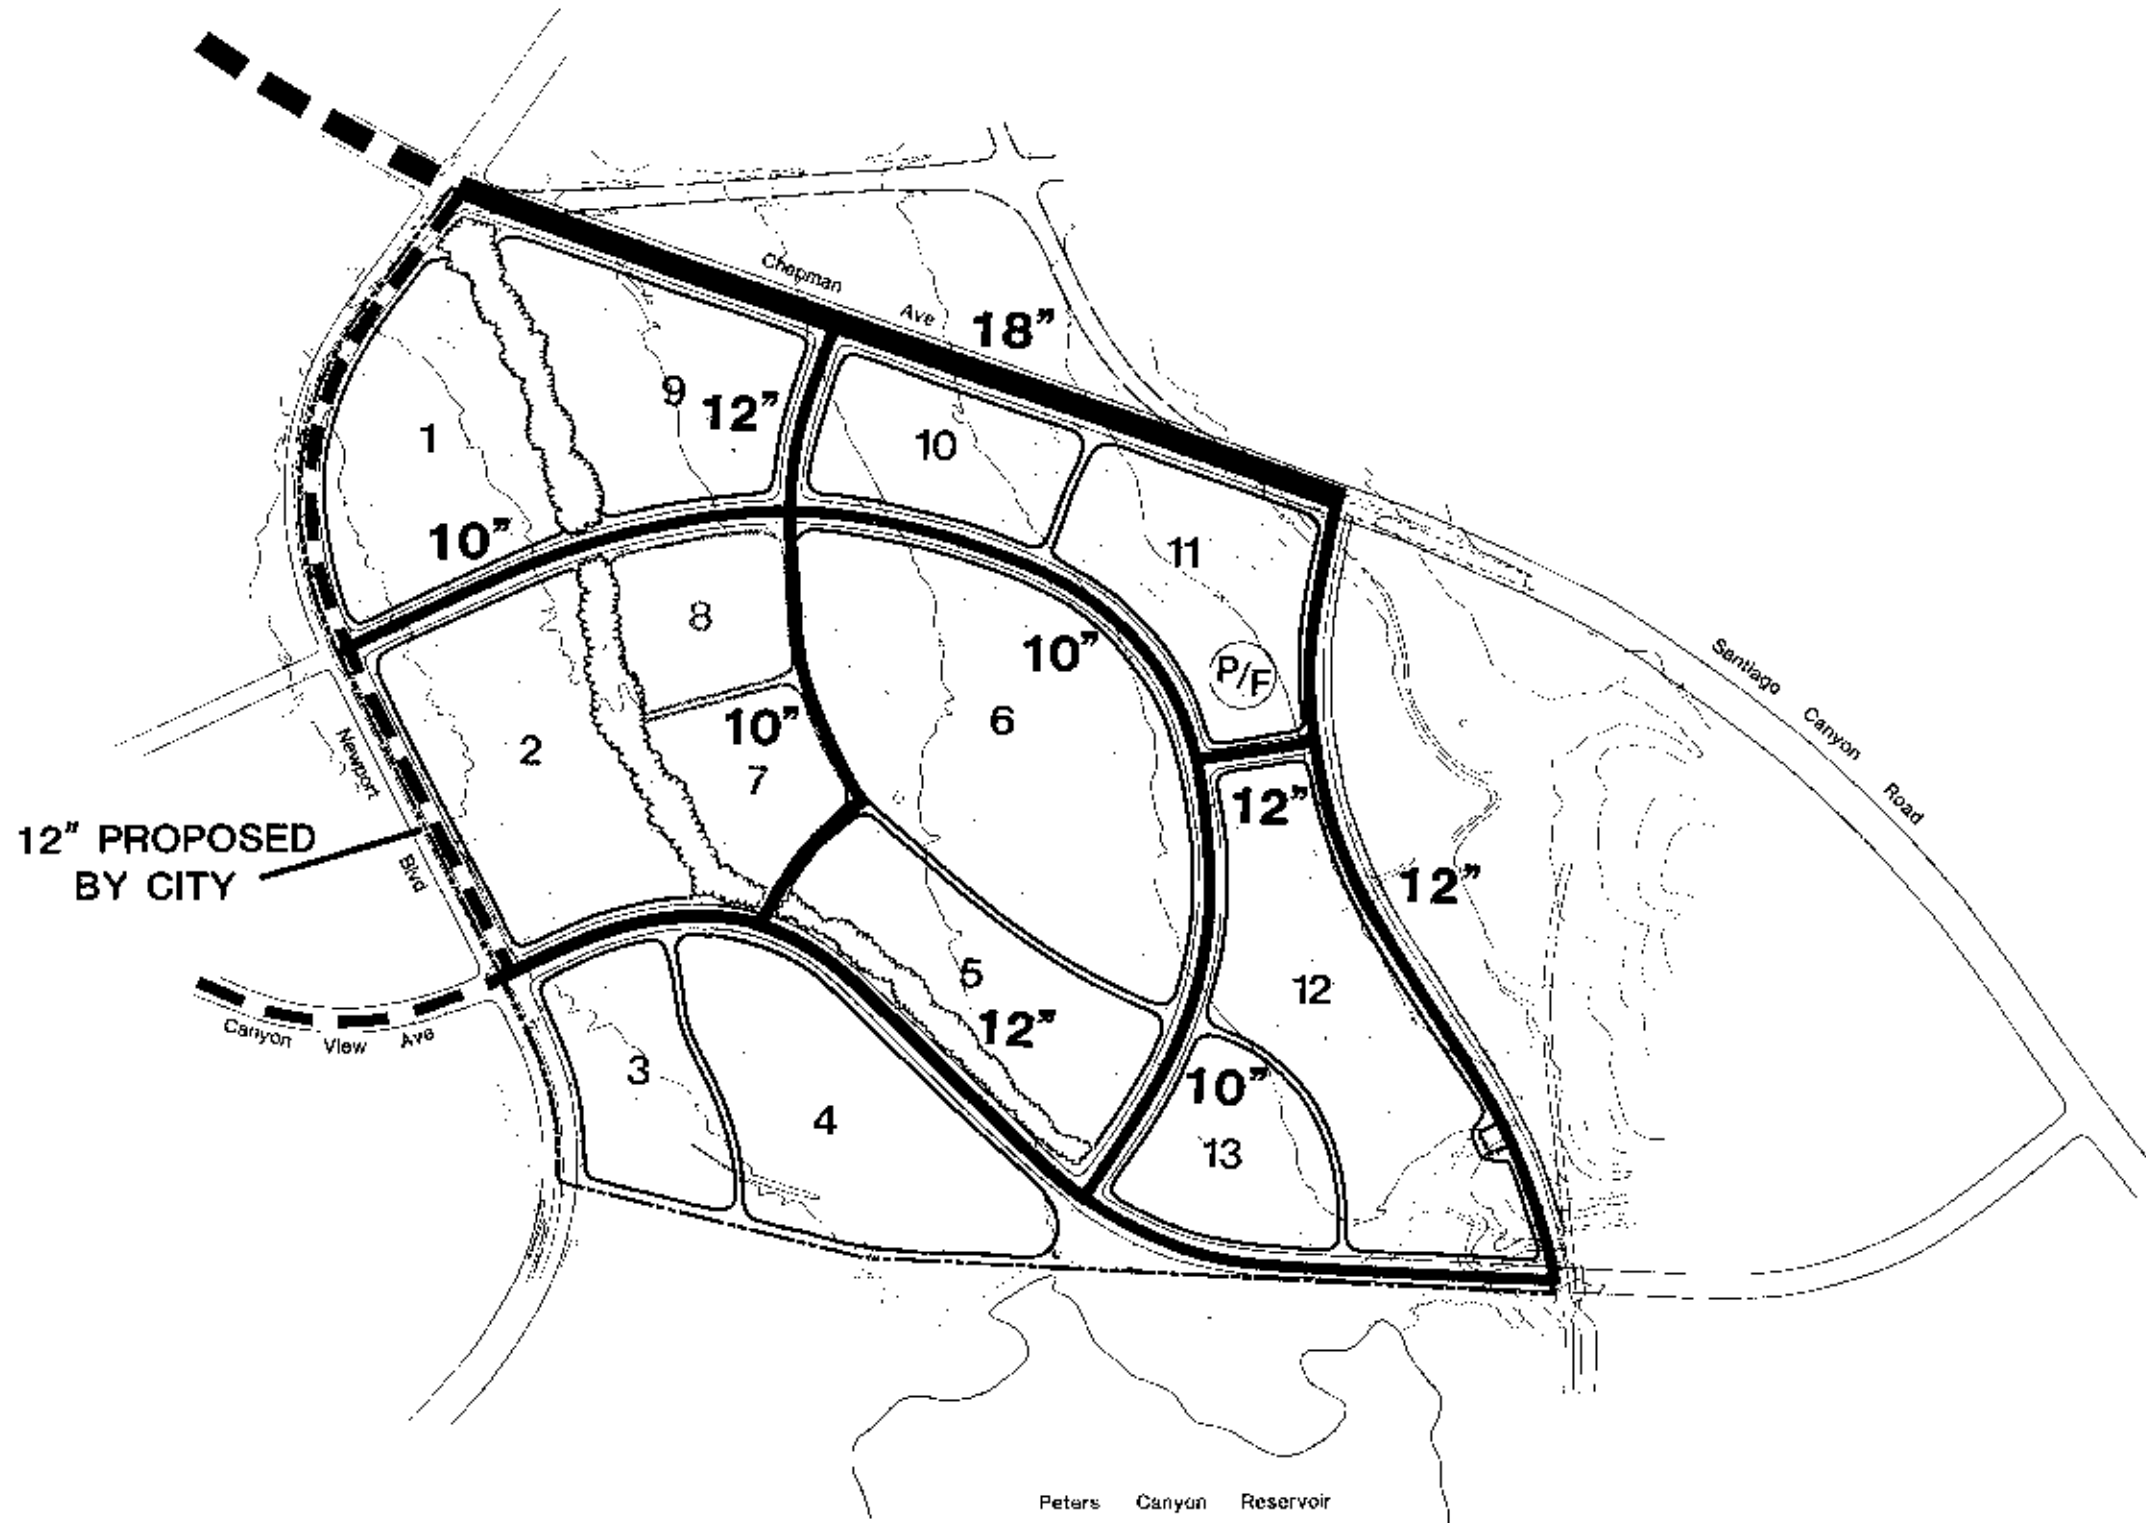 Chapman
Ave
18”
9
12”
1
10
10”
11
8
10”
P/F
Santiago
Canyon
Road
6
10”
2
7
Newport
Blvd
12”
12” PROPOSED
BY CITY
12”
5
12
12”
Canyon View Ave
3
10”
4
13
Peters Canyon Reservoir